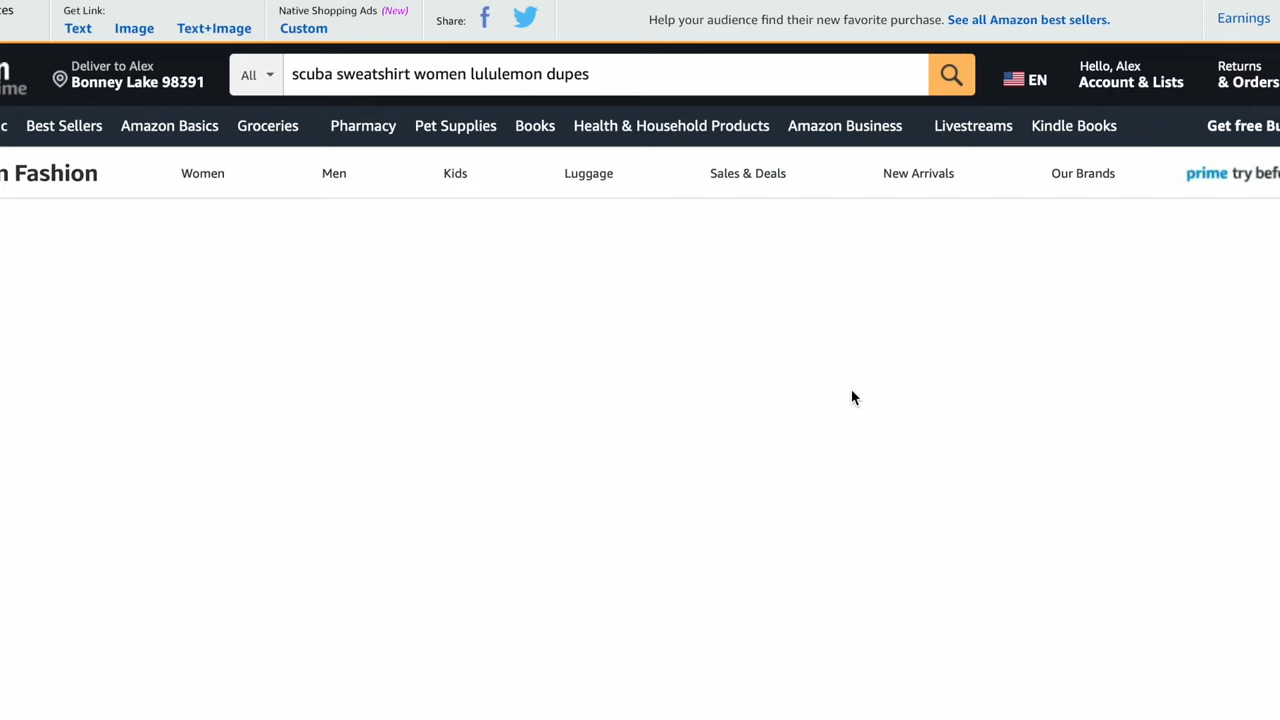 Get Link:
Text Image Text+Image
Native Shopping Ads (New)
Custom
Share:
Help your audience find their new favorite purchase. See all Amazon best sellers.
Earnings
Deliver to Alex
Bonney Lake 98391
All
scuba sweatshirt women lululemon dupes
EN
Hello, Alex
Account & Lists
Returns
& Orders
Best Sellers Amazon Basics Groceries Pharmacy Pet Supplies Books Health & Household Products Amazon Business Livestreams Kindle Books Get free
Fashion Women Men Kids Luggage Sales & Deals New Arrivals Our Brands prime try